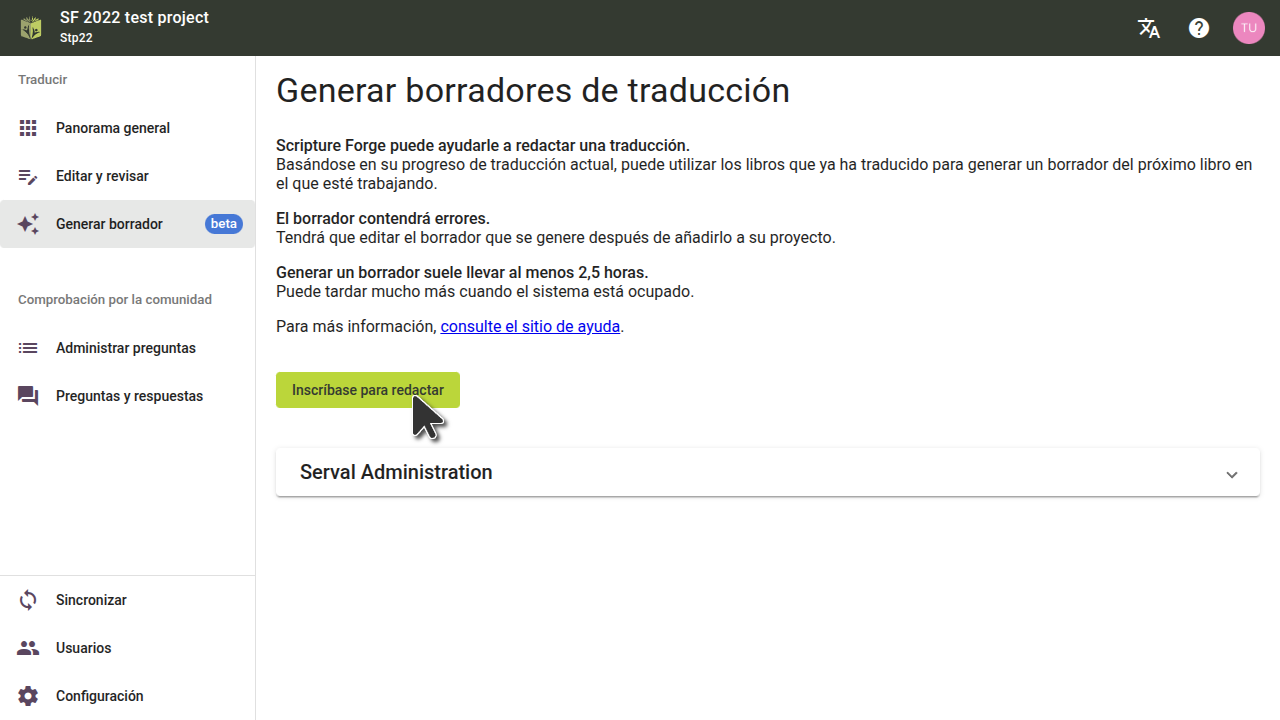 SF 2022 test project
Stp22
TU
Traducir
Panorama general
Editar y revisar
Generar borrador
beta
Comprobación por la comunidad
Administrar preguntas
Preguntas y respuestas
Sincronizar
Usuarios
Configuración
Generar borradores de traducción
Scripture Forge puede ayudarle a redactar una traducción.
Basándose en su progreso de traducción actual, puede utilizar los libros que ya ha traducido para generar un borrador del próximo libro en
el que esté trabajando.
El borrador contendrá errores.
Tendrá que editar el borrador que se genere después de añadirlo a su proyecto.
Generar un borrador suele llevar al menos 2,5 horas.
Puede tardar mucho más cuando el sistema está ocupado.
Para más información, consulte el sitio de ayuda.
Inscríbase para redactar
Serval Administration